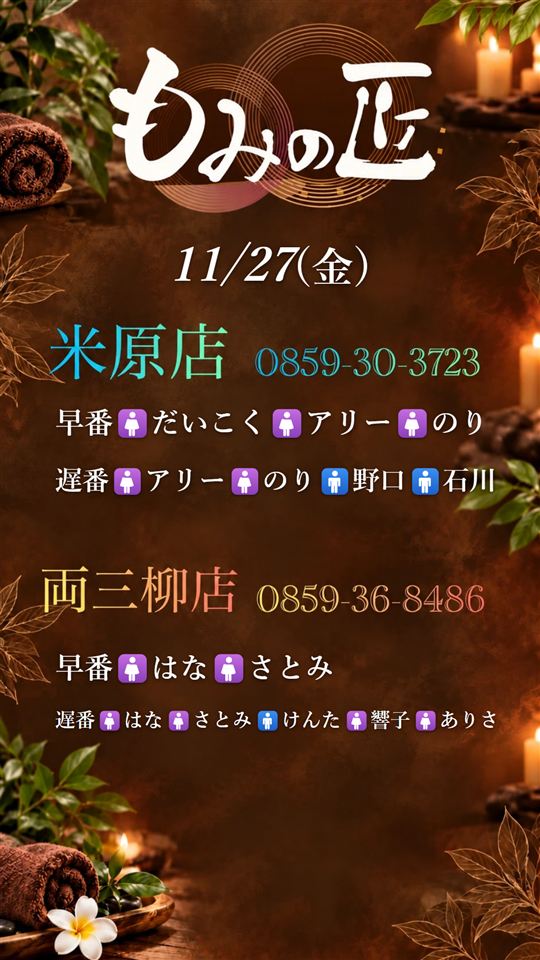 もみの匠
11/27(金)
米原店 0859-30-3723
早番🚺だいこく🚺アリー🚺のり
遅番🚺アリー🚺のり🚹野口🚹石川
両三柳店 0859-36-8486
早番🚺はな🚺さとみ
遅番🚺はな🚺さとみ🚹けんた🚺響子🚺ありさ